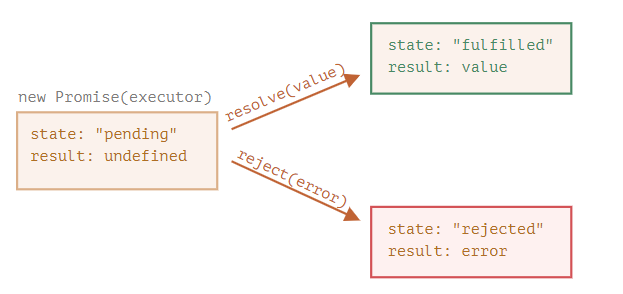 new Promise(executor)
state: "pending"
result: undefined
resolve(value)
reject(error)
state: "fulfilled"
result: value
state: "rejected"
result: error